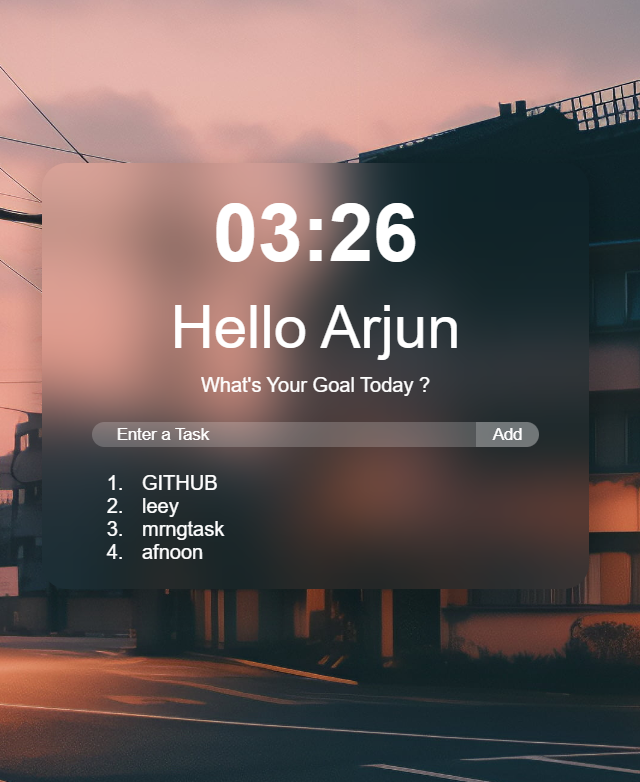 03:26
Hello Arjun
What's Your Goal Today ?
Enter a Task Add
1. GITHUB
2. leey
3. mrngtask
4. afnoon